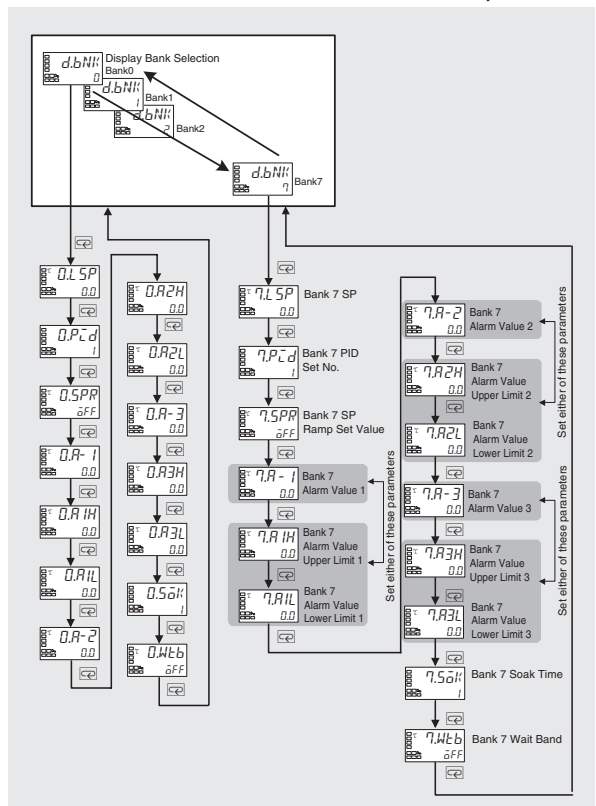 d.bNK
0
Display Bank Selection
Bank0
d.bNK
1
Bank1
d.bNK
2
Bank2
d.bNK
7
Bank7
0.LSP
0.0
0.Pid
1
0.SPR
oFF
0.A-1
0.0
0.A1H
0.0
0.A1L
0.0
0.A-2
0.0
0.A2H
0.0
0.A2L
0.0
0.A-3
0.0
0.A3H
0.0
0.A3L
0.0
0.SoK
1
0.Wtb
oFF
7.LSP
0.0
Bank 7 SP
7.Pid
1
Bank 7 PID
Set No.
7.SPR
oFF
Bank 7 SP
Ramp Set Value
7.A-1
0.0
Bank 7
Alarm Value 1
7.A1H
0.0
Bank 7
Alarm Value
Upper Limit 1
7.A1L
0.0
Bank 7
Alarm Value
Lower Limit 1
Set either of these parameters
7.A-2
0.0
Bank 7
Alarm Value 2
7.A2H
0.0
Bank 7
Alarm Value
Upper Limit 2
7.A2L
0.0
Bank 7
Alarm Value
Lower Limit 2
Set either of these parameters
7.A-3
0.0
Bank 7
Alarm Value 3
7.A3H
0.0
Bank 7
Alarm Value
Upper Limit 3
7.A3L
0.0
Bank 7
Alarm Value
Lower Limit 3
Set either of these parameters
7.SoK
1
Bank 7 Soak Time
7.Wtb
oFF
Bank 7 Wait Band